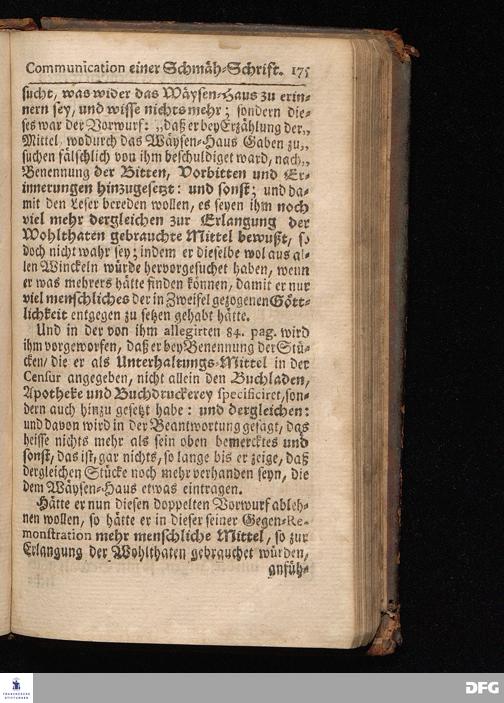 Communication einer Schmäh-Schrift. 175
sucht, was wider das Wäysen-Haus zu erin-
nern sey, und wisse nichts mehr; sondern die-
ses war der Vorwurf: „daß er bey Erzählung der„
Mittel, wodurch das Wäysen-Haus Gaben zu„
suchen fälschlich von ihm beschuldiget ward, nach„
Benennung der Bitten, Vorbitten und Er-
innerungen hinzugesetzt: und sonst; und da-
mit den Leser bereden wollen, es seyen ihm noch
viel mehr dergleichen zur Erlangung der
Wohlthaten gebrauchte Mittel bewußt, so
doch nicht wahr sey; indem er dieselbe wol aus al-
len Winckeln würde hervorgesuchet haben, wenn
er was mehrers hätte finden können, damit er nur
viel menschliches der in Zweifel gezogenen Gött-
lichkeit entgegen zu setzen gehabt hätte.
Und in der von ihm allegirten 84. pag. wird
ihm vorgeworfen, daß er bey Benennung der Stü-
cken/ die er als Unterhaltungs-Mittel in der
Censur angegeben, nicht allein den Buchladen,
Apotheke und Buchdruckerey specificiret, son-
dern auch hinzu gesetzt habe: und dergleichen:
und davon wird in der Beantwortung gesagt, das
heisse nichts mehr als sein oben bemercktes und
sonst, das ist, gar nichts, so lange bis er zeige, daß
dergleichen Stücke noch mehr verhanden seyn, die
dem Wäysen-Haus etwas eintragen.
Hätte er nun diesen doppelten Vorwurf ableh-
nen wollen, so hätte er in dieser seiner Gegen-Re-
monstration mehr menschliche Mittel, so zur
Erlangung der Wohlthaten gebrauchet würden,
anfüh-
FRANCKESCHE
STIFTUNGEN
DFG